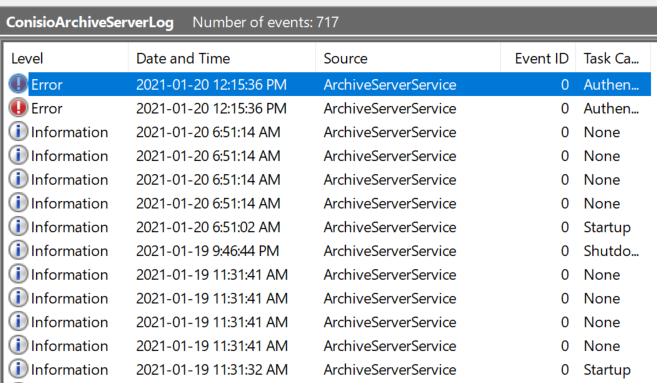 ConisioArchiveServerLog Number of events: 717
Level Date and Time Source Event ID Task Ca...
Error 2021-01-20 12:15:36 PM ArchiveServerService 0 Authen...
Error 2021-01-20 12:15:36 PM ArchiveServerService 0 Authen...
Information 2021-01-20 6:51:14 AM ArchiveServerService 0 None
Information 2021-01-20 6:51:14 AM ArchiveServerService 0 None
Information 2021-01-20 6:51:14 AM ArchiveServerService 0 None
Information 2021-01-20 6:51:14 AM ArchiveServerService 0 None
Information 2021-01-20 6:51:02 AM ArchiveServerService 0 Startup
Information 2021-01-19 9:46:44 PM ArchiveServerService 0 Shutdo...
Information 2021-01-19 11:31:41 AM ArchiveServerService 0 None
Information 2021-01-19 11:31:41 AM ArchiveServerService 0 None
Information 2021-01-19 11:31:41 AM ArchiveServerService 0 None
Information 2021-01-19 11:31:41 AM ArchiveServerService 0 None
Information 2021-01-19 11:31:32 AM ArchiveServerService 0 Startup